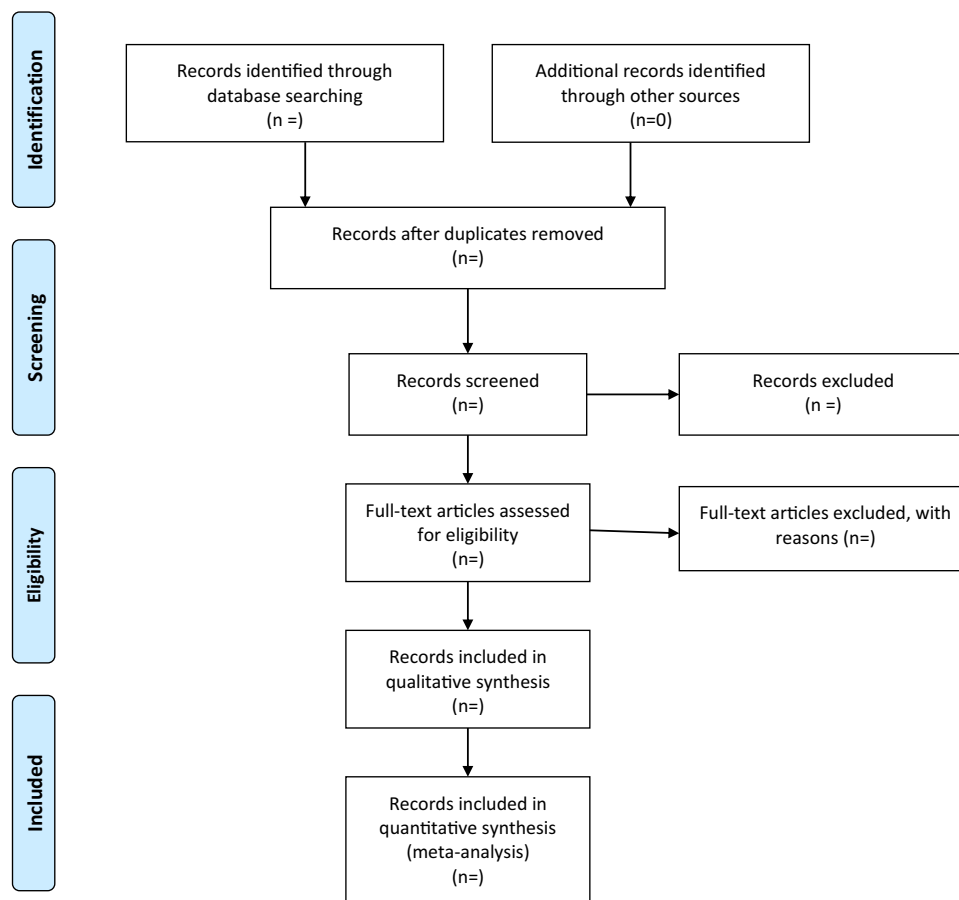 Identification
Records identified through
database searching
(n =)
Additional records identified
through other sources
(n=0)
Records after duplicates removed
(n=)
Screening
Records screened
(n=)
Records excluded
(n =)
Eligibility
Full-text articles assessed
for eligibility
(n=)
Full-text articles excluded, with
reasons (n=)
Records included in
qualitative synthesis
(n=)
Included
Records included in
quantitative synthesis
(meta-analysis)
(n=)